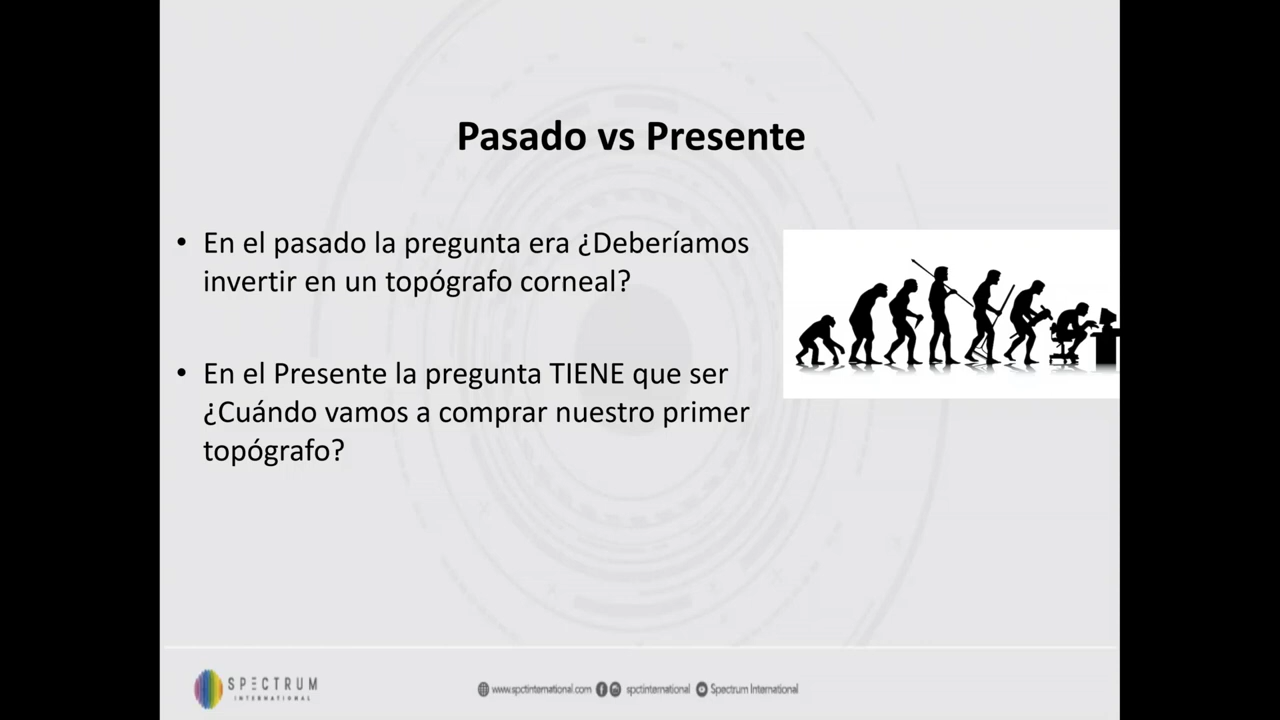 Pasado vs Presente
• En el pasado la pregunta era ¿Deberíamos
invertir en un topógrafo corneal?
• En el Presente la pregunta TIENE que ser
¿Cuándo vamos a comprar nuestro primer
topógrafo?
SPECTRUM
INTERNATIONAL
www.spctinternational.com spctinternational Spectrum International